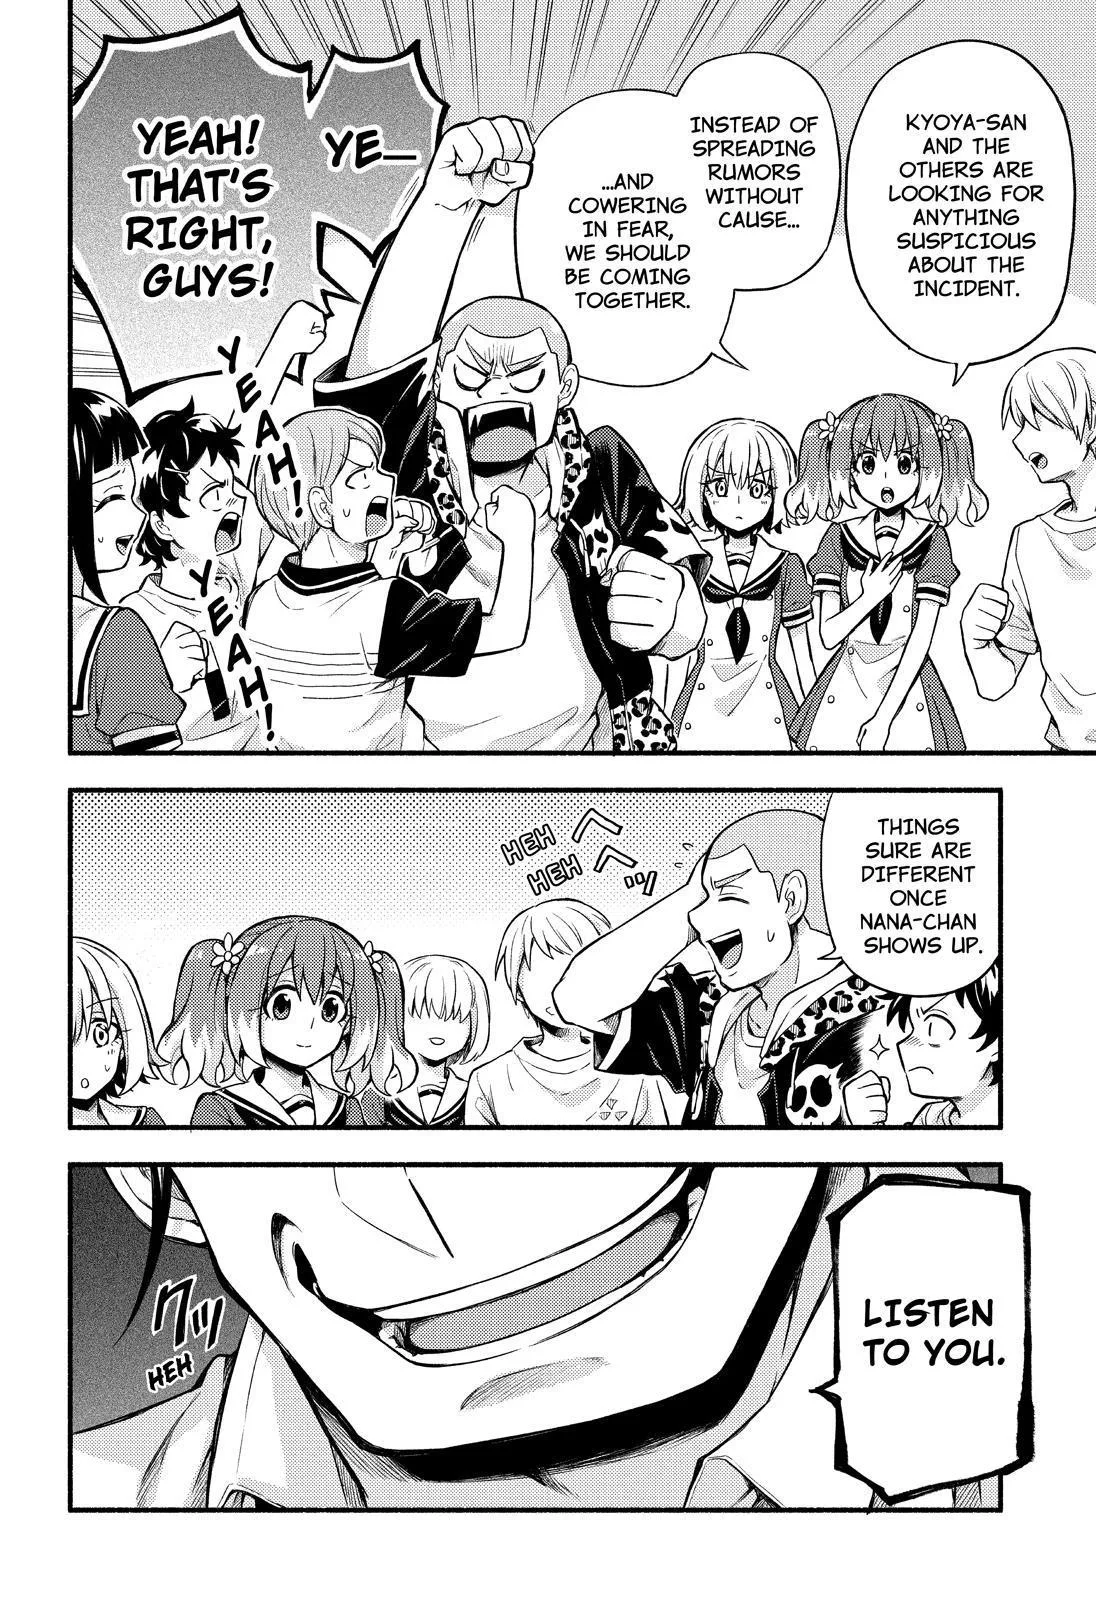 KYOYA-SAN
AND THE
OTHERS ARE
LOOKING FOR
ANYTHING
SUSPICIOUS
ABOUT THE
INCIDENT.
INSTEAD OF
SPREADING
RUMORS
WITHOUT
CAUSE...
...AND
COWERING
IN FEAR,
WE SHOULD
BE COMING
TOGETHER.
YE—
YEAH!
THAT'S
RIGHT,
GUYS!
YEAH!
YEAH!
THINGS
SURE ARE
DIFFERENT
ONCE
NANA-CHAN
SHOWS UP.
へへッ
HEH
HEH
LISTEN
TO YOU.
クッ
HEH